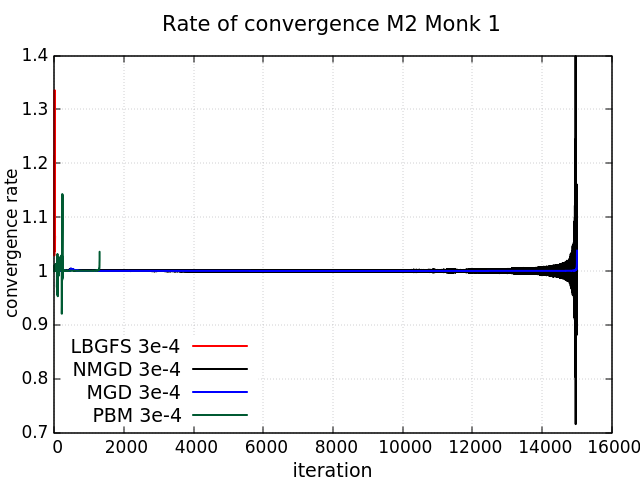 Rate of convergence M2 Monk 1
1.4
1.3
1.2
1.1
1
0.9
0.8
0.7
convergence rate
LBGFS 3e-4
NMGD 3e-4
MGD 3e-4
PBM 3e-4
0 2000 4000 6000 8000 10000 12000 14000 16000
iteration